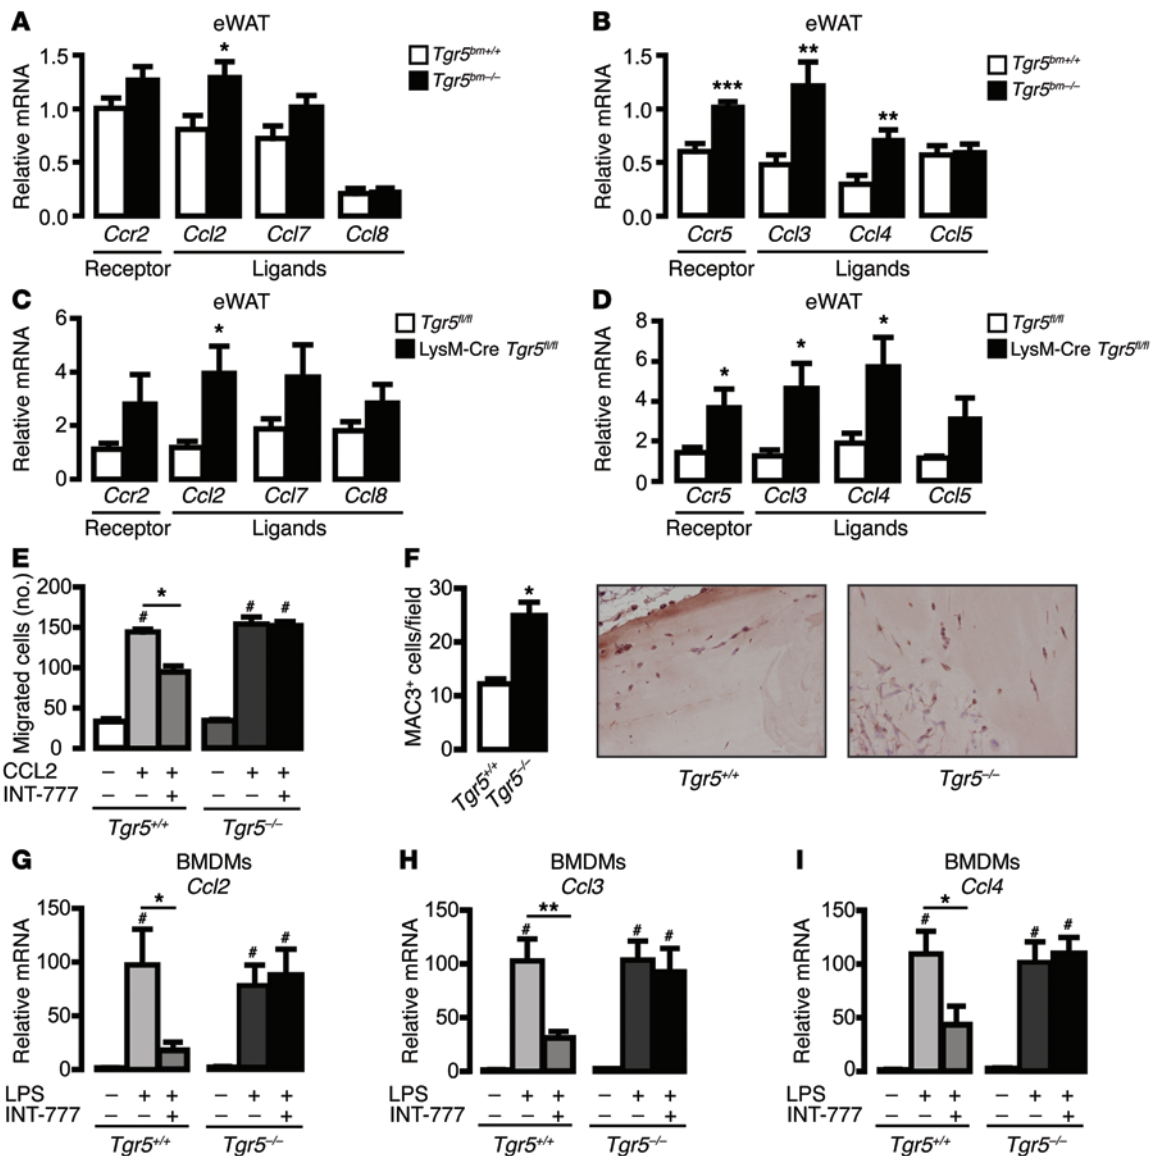 A eWAT
Relative mRNA
1.5
1.0
0.5
0.0
* 
Tgr5bm+/+
Tgr5bm–/–
Ccr2 Ccl2 Ccl7 Ccl8
Receptor Ligands
B eWAT
Relative mRNA
1.5
1.0
0.5
0.0
*** ** **
Tgr5bm+/+
Tgr5bm–/–
Ccr5 Ccl3 Ccl4 Ccl5
Receptor Ligands
C eWAT
Relative mRNA
6
4
2
0
*
Tgr5fl/fl
LysM-Cre Tgr5fl/fl
Ccr2 Ccl2 Ccl7 Ccl8
Receptor Ligands
D eWAT
Relative mRNA
8
6
4
2
0
* * *
Tgr5fl/fl
LysM-Cre Tgr5fl/fl
Ccr5 Ccl3 Ccl4 Ccl5
Receptor Ligands
E
Migrated cells (no.)
200
150
100
50
0
*
# # #
CCL2 – + + – + +
INT-777 – – + – – +
Tgr5+/+ Tgr5–/–
F
MAC3+ cells/field
30
20
10
0
*
Tgr5+/+
Tgr5–/–
Tgr5+/+ Tgr5–/–
G BMDMs
Ccl2
Relative mRNA
150
100
50
0
*
# # #
LPS – + + – + +
INT-777 – – + – – +
Tgr5+/+ Tgr5–/–
H BMDMs
Ccl3
Relative mRNA
150
100
50
0
**
# # #
LPS – + + – + +
INT-777 – – + – – +
Tgr5+/+ Tgr5–/–
I BMDMs
Ccl4
Relative mRNA
150
100
50
0
*
# # #
LPS – + + – + +
INT-777 – – + – – +
Tgr5+/+ Tgr5–/–